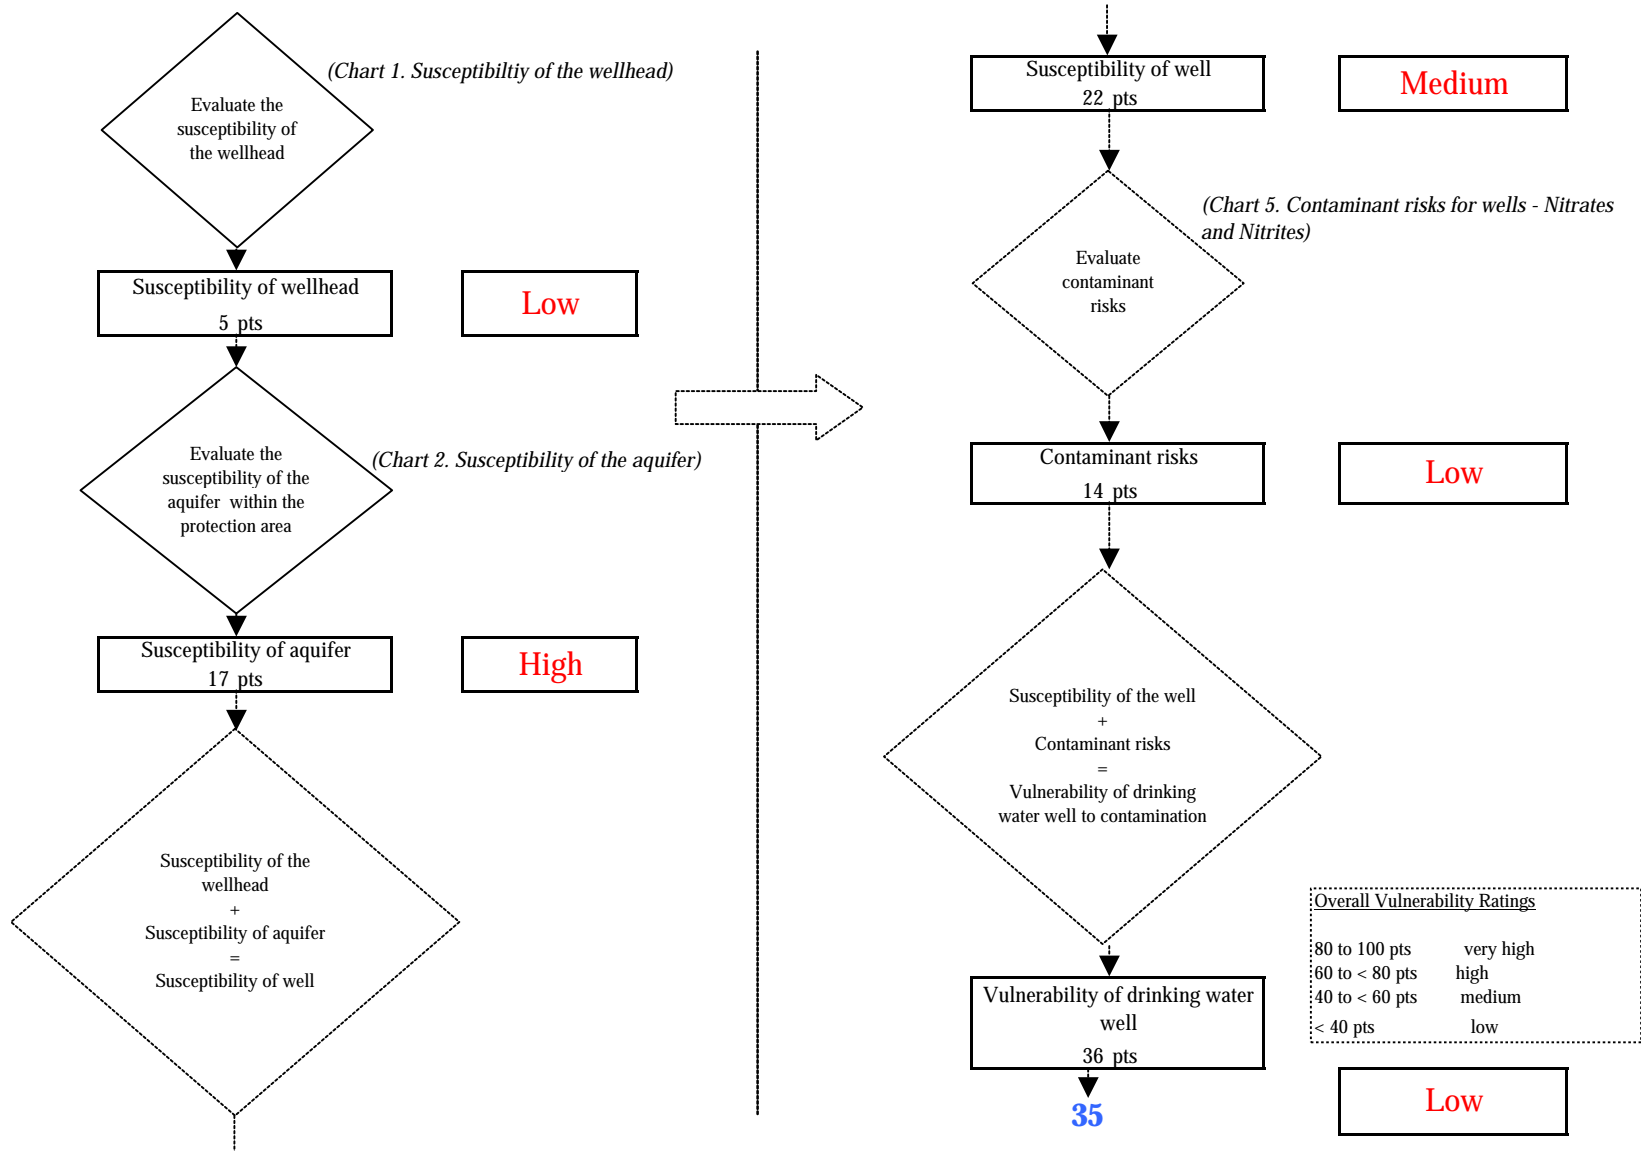 (Chart 1. Susceptibiltiy of the wellhead)
Evaluate the
susceptibility of
the wellhead
Susceptibility of wellhead
5 pts
Low
(Chart 2. Susceptibility of the aquifer)
Evaluate the
susceptibility of the
aquifer within the
protection area
Susceptibility of aquifer
17 pts
High
Susceptibility of the
wellhead
+
Susceptibility of aquifer
=
Susceptibility of well
Susceptibility of well
22 pts
Medium
(Chart 5. Contaminant risks for wells - Nitrates
and Nitrites)
Evaluate
contaminant
risks
Contaminant risks
14 pts
Low
Susceptibility of the well
+
Contaminant risks
=
Vulnerability of drinking
water well to contamination
Vulnerability of drinking water
well
36 pts
35
Overall Vulnerability Ratings
80 to 100 pts very high
60 to < 80 pts high
40 to < 60 pts medium
< 40 pts low
Low